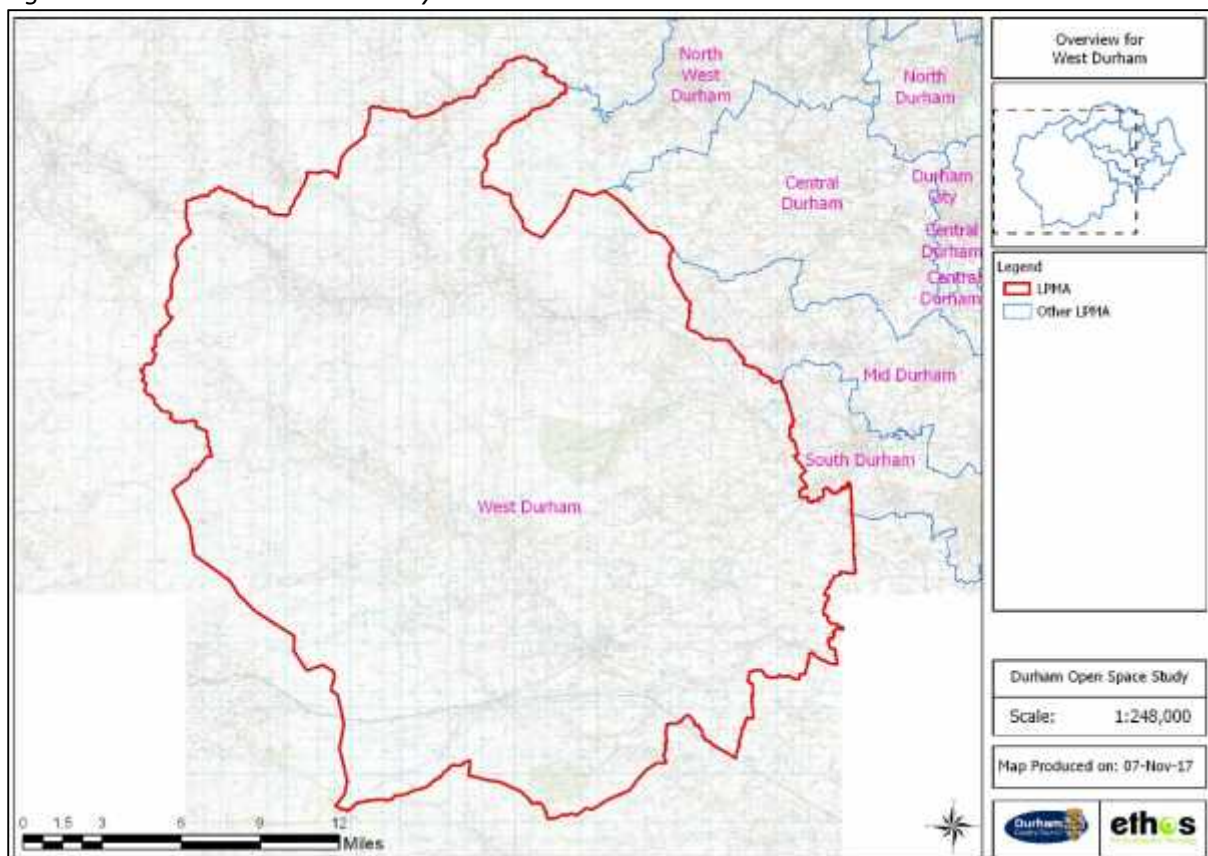 North
West
Durham
North
Durham
Central
Durham
Durham
City
Central
Durham
Central
Durham
Mid Durham
South Durham
West Durham
0 1.5 3 6 9 12
Miles
Overview for
West Durham
Legend
LPMA
Other LPMA
Durham Open Space Study
Scale: 1:248,000
Map Produced on: 07-Nov-17
Durham
ethos